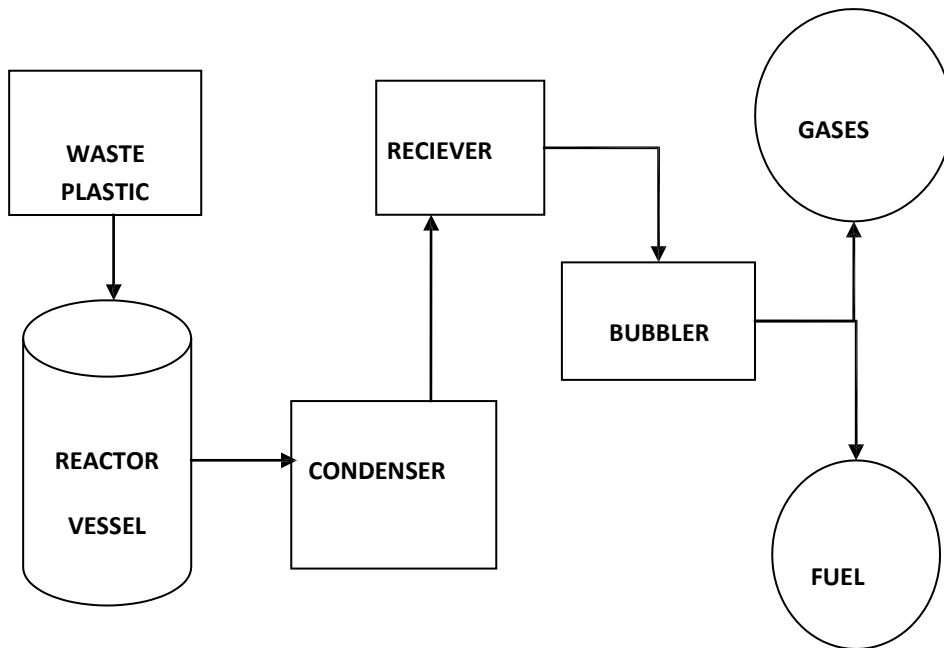 WASTE
PLASTIC
REACTOR
VESSEL
CONDENSER
RECIEVER
BUBBLER
GASES
FUEL